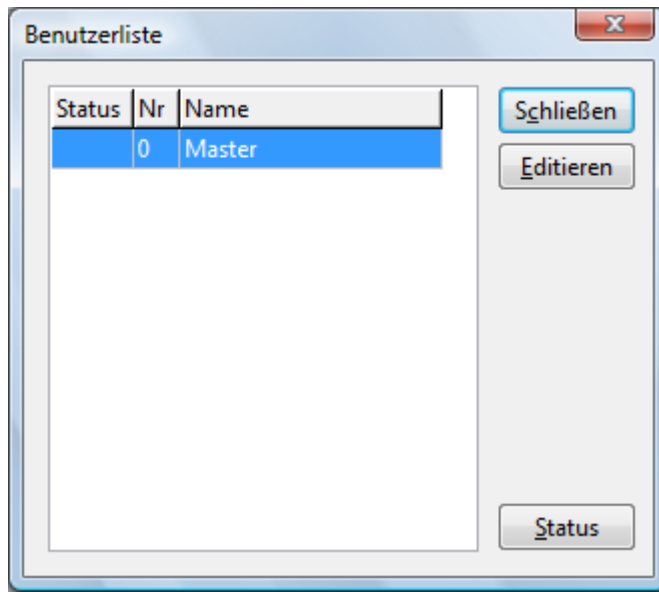 Benutzerliste
Status Nr Name
0 Master
Schließen
Editieren
Status